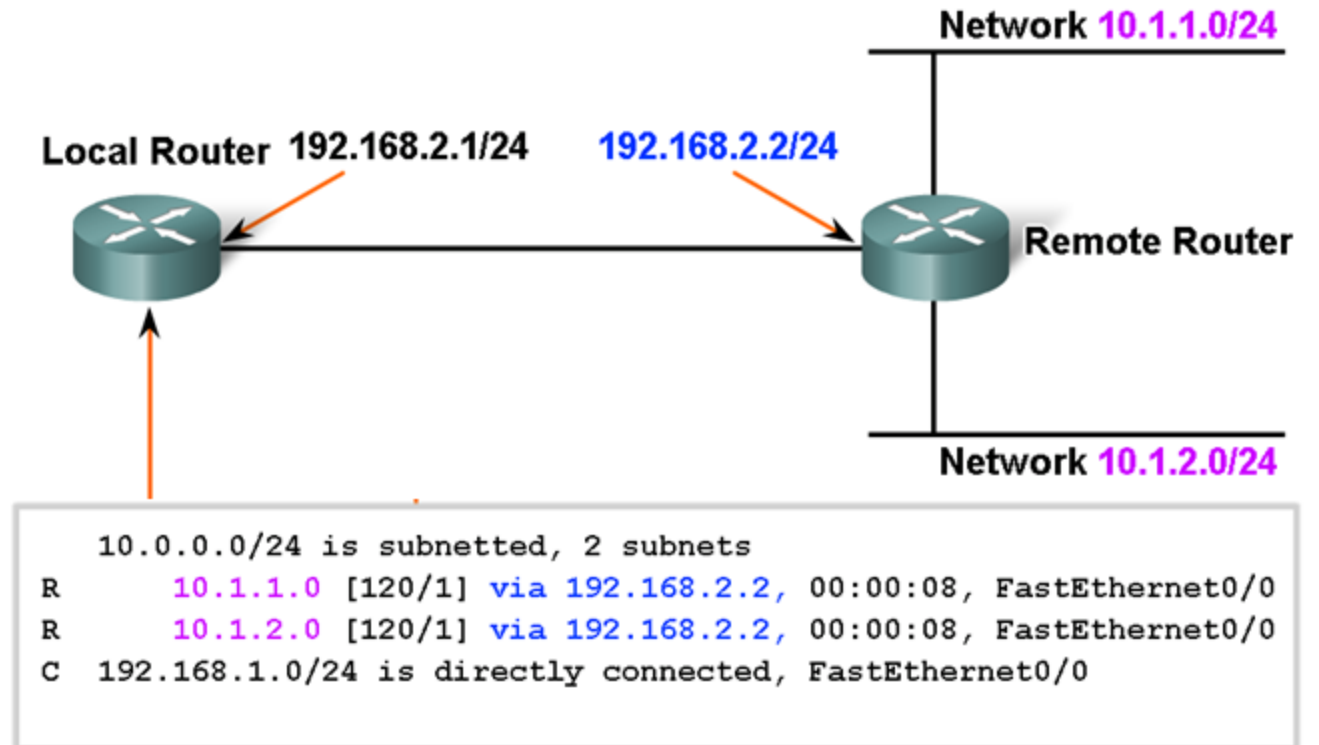 Network 10.1.1.0/24
Local Router 192.168.2.1/24 192.168.2.2/24
Remote Router
Network 10.1.2.0/24
10.0.0.0/24 is subnetted, 2 subnets
R 10.1.1.0 [120/1] via 192.168.2.2, 00:00:08, FastEthernet0/0
R 10.1.2.0 [120/1] via 192.168.2.2, 00:00:08, FastEthernet0/0
C 192.168.1.0/24 is directly connected, FastEthernet0/0